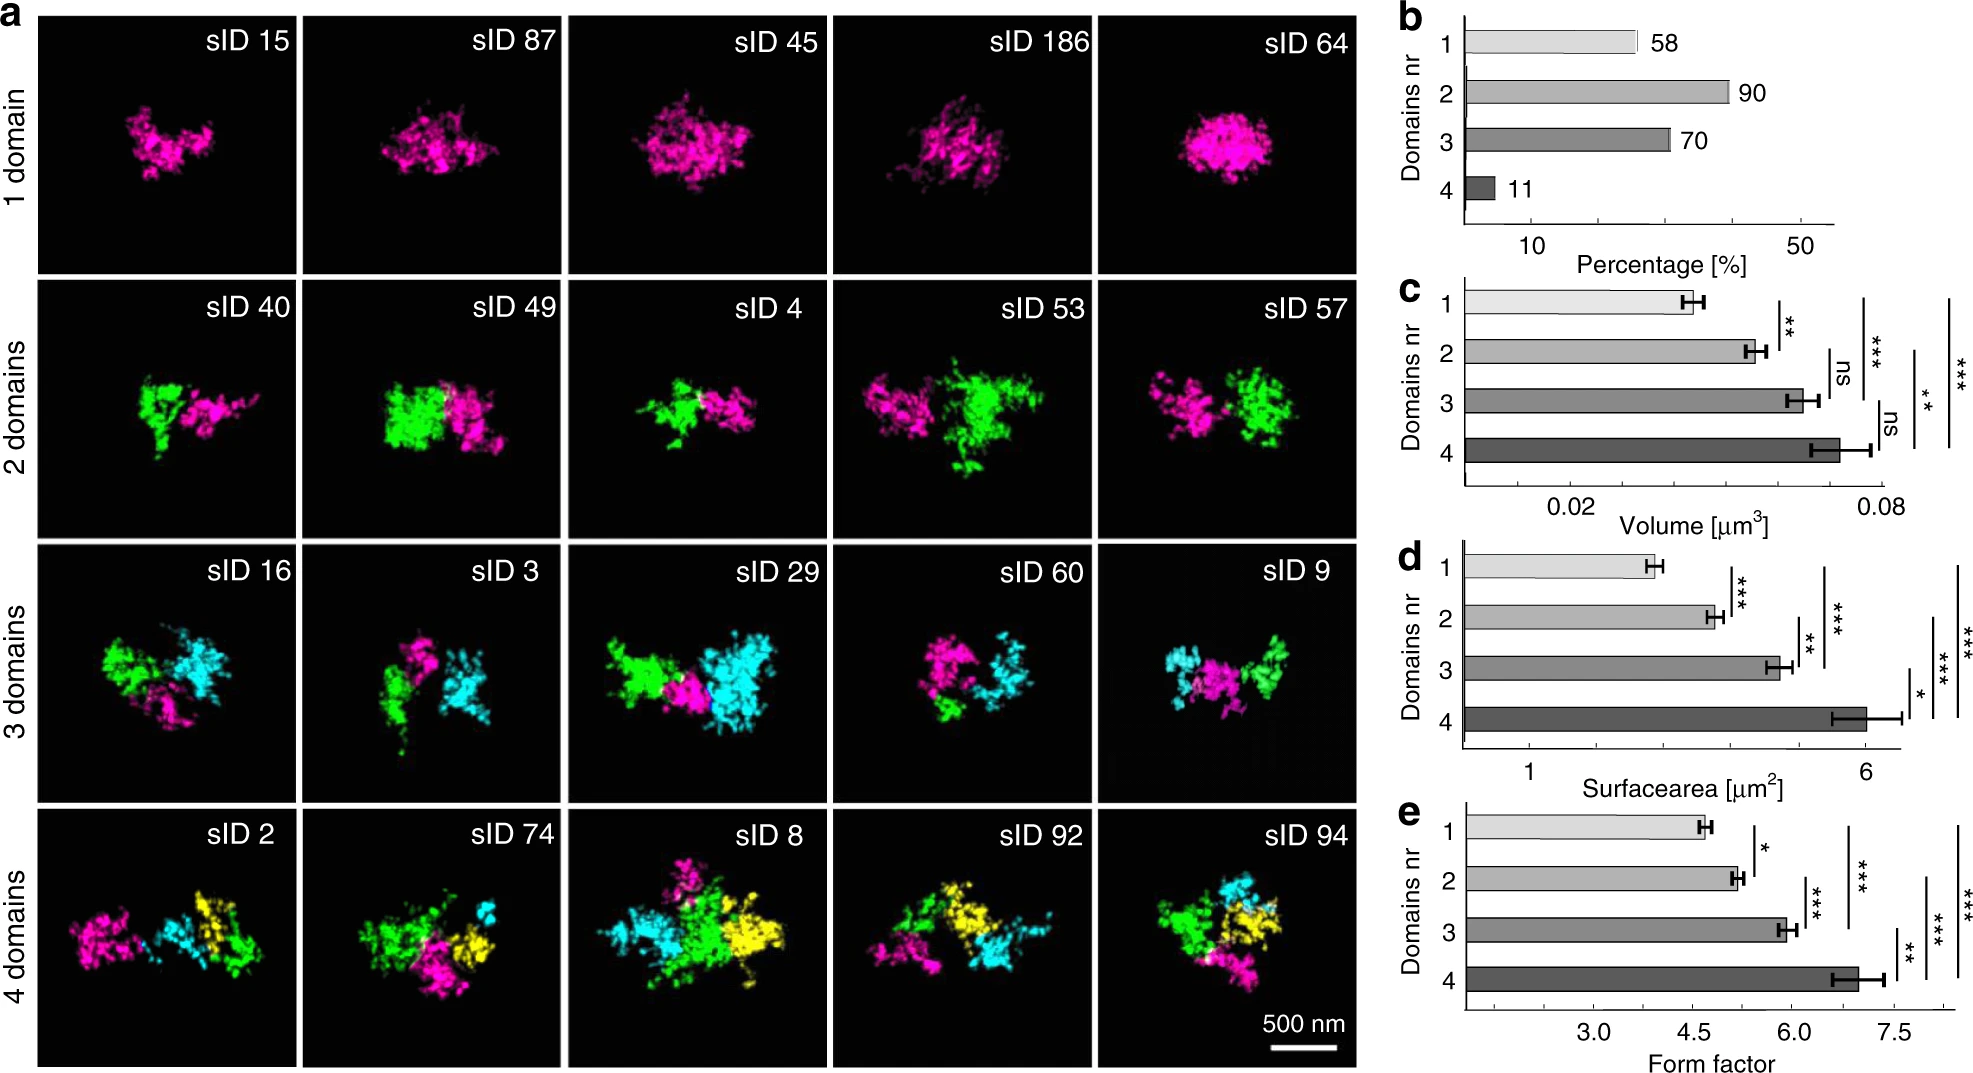 a
1 domain
sID 15
sID 87
sID 45
sID 186
sID 64
2 domains
sID 40
sID 49
sID 4
sID 53
sID 57
3 domains
sID 16
sID 3
sID 29
sID 60
sID 9
4 domains
sID 2
sID 74
sID 8
sID 92
sID 94
500 nm
b
Domains nr
1
58
2
90
3
70
4
11
10
50
Percentage [%]
c
Domains nr
1
2
3
4
**
ns
***
ns
**
***
0.02
0.08
Volume [μm³]
d
Domains nr
1
2
3
4
***
**
***
*
***
***
1
6
Surfacearea [μm²]
e
Domains nr
1
2
3
4
*
***
***
**
***
***
3.0
4.5
6.0
7.5
Form factor